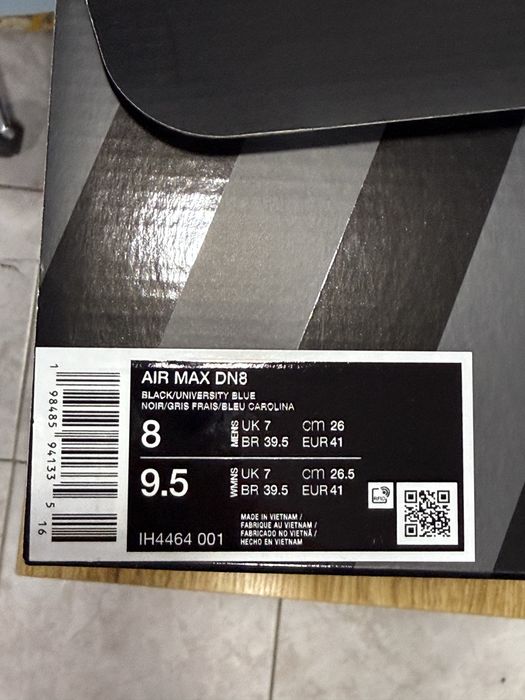 AIR MAX DN8
BLACK/UNIVERSITY BLUE
NOIR/GRIS FRAIS/BLEU CAROLINA
8 MENS UK 7 cm 26
BR 39.5 EUR 41
9.5 WMNS UK 7 cm 26.5
BR 39.5 EUR 41
RFID
IH4464 001
MADE IN VIETNAM /
FABRIQUE AU VIETNAM /
FABRICADO NO VIETNÃ /
HECHO EN VIETNAM
1 98485 94133 5 16